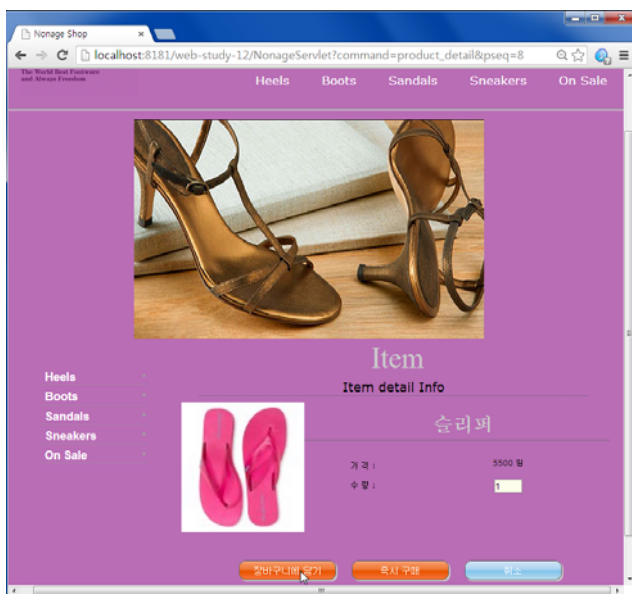 Nonage Shop
localhost:8181/web-study-12/NonageServlet?command=product_detail&pseq=8
The World Best Footware
and Always Freedom
Heels Boots Sandals Sneakers On Sale
Item
Item detail Info
Heels
Boots
Sandals
Sneakers
On Sale
슬리퍼
가격 : 5500 원
수량 : 1
장바구니에 담기 즉시 구매 취소